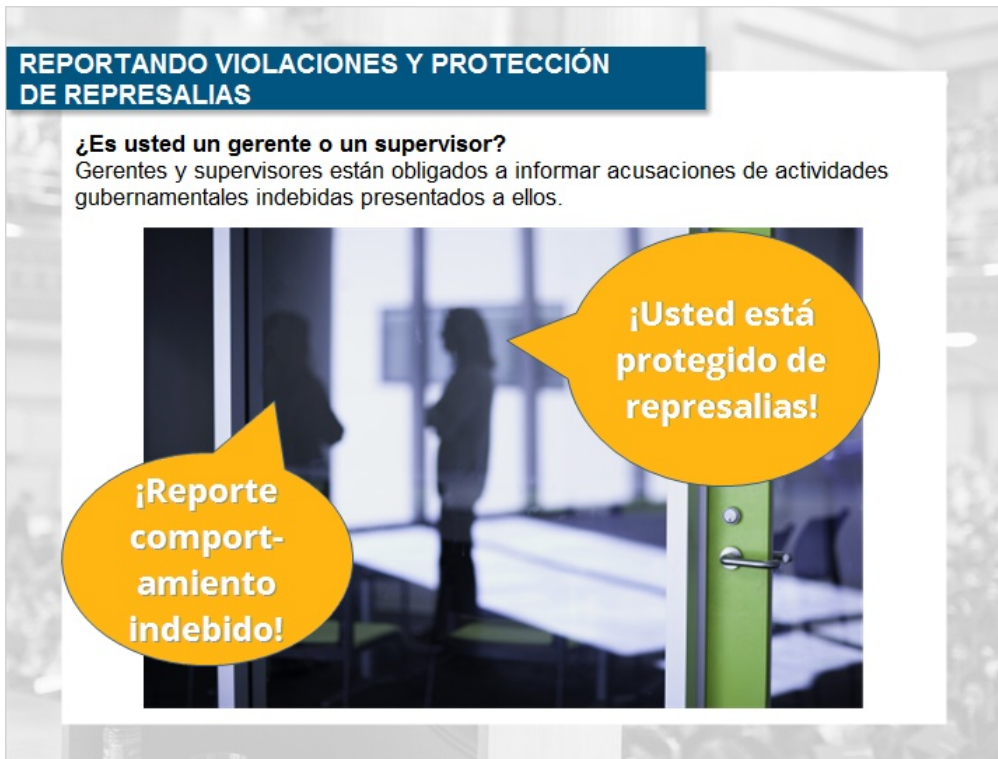 REPORTANDO VIOLACIONES Y PROTECCIÓN
DE REPRESALIAS
¿Es usted un gerente o un supervisor?
Gerentes y supervisores están obligados a informar acusaciones de actividades
gubernamentales indebidas presentados a ellos.
¡Usted está
protegido de
represalias!
¡Reporte
comport-
amiento
indebido!